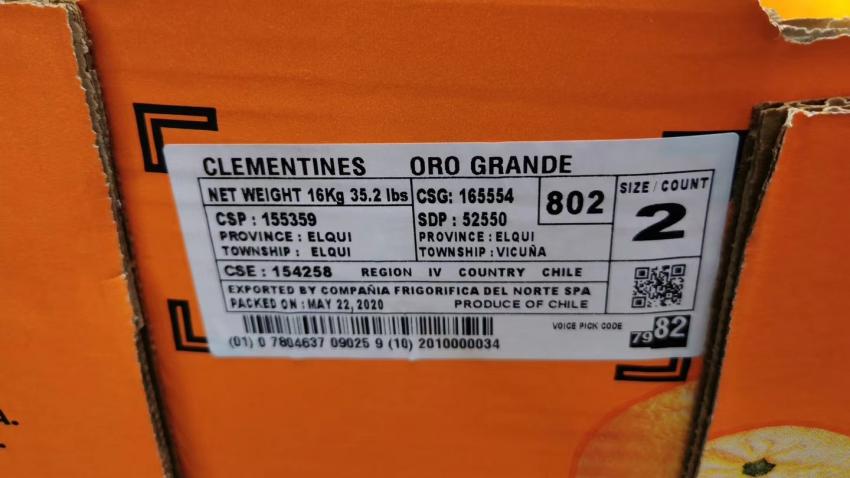 CLEMENTINES ORO GRANDE
NET WEIGHT 16Kg 35.2 lbs
CSP : 155359
PROVINCE : ELQUI
TOWNSHIP : ELQUI
CSG: 165554
SDP : 52550
PROVINCE : ELQUI
TOWNSHIP : VICUÑA
802
SIZE / COUNT
2
CSE : 154258 REGION IV COUNTRY CHILE
EXPORTED BY COMPAÑIA FRIGORIFICA DEL NORTE SPA
PACKED ON : MAY 22, 2020 PRODUCE OF CHILE
VOICE PICK CODE
7982
(01) 0 7804637 09025 9 (10) 2010000034
A.